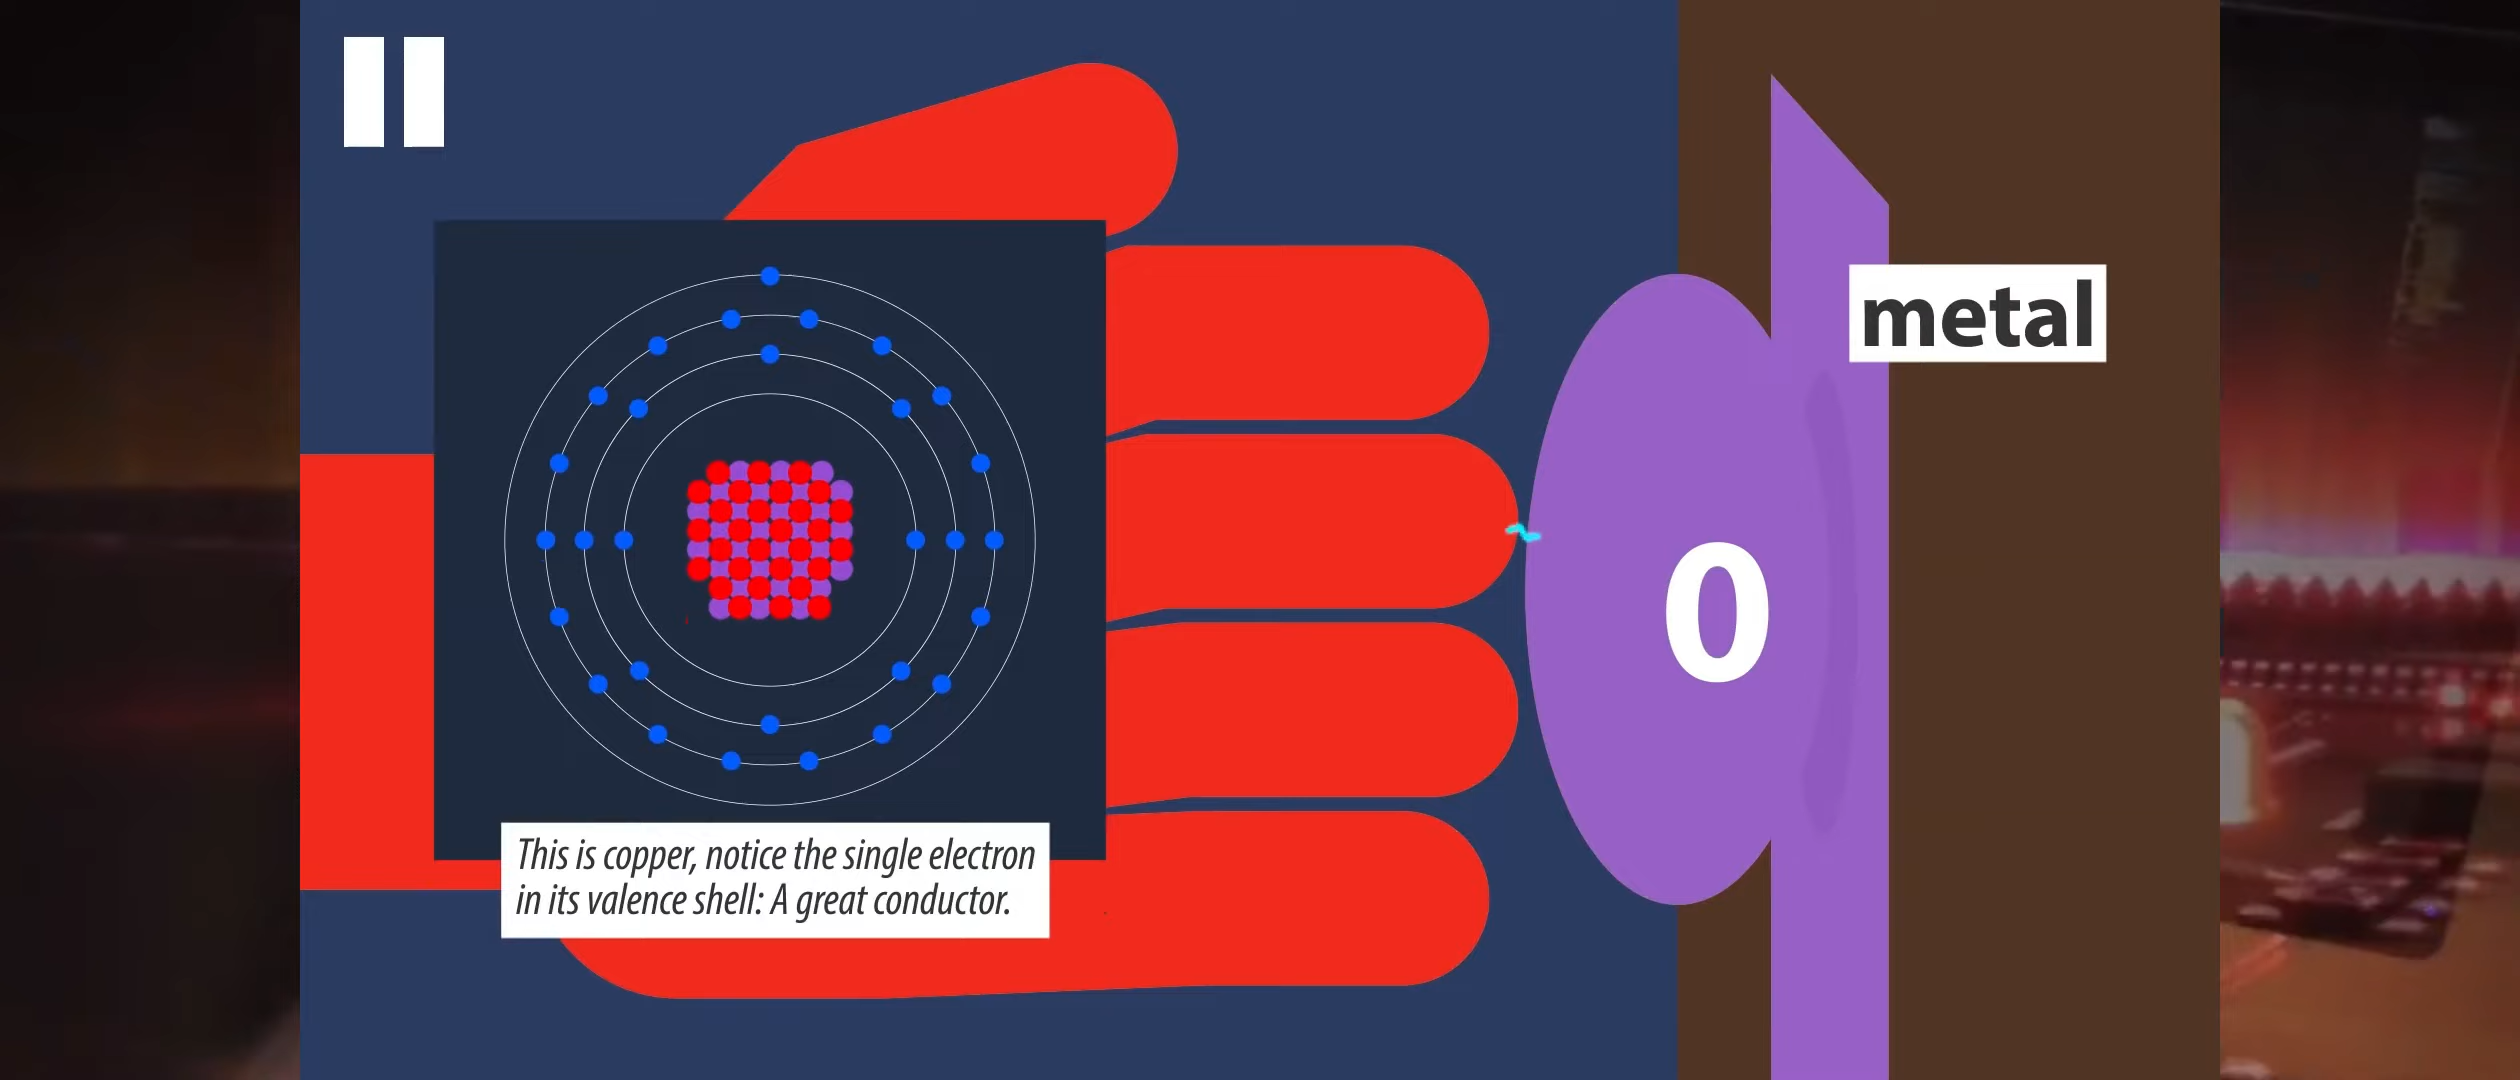 metal
0
This is copper, notice the single electron
in its valence shell: A great conductor.